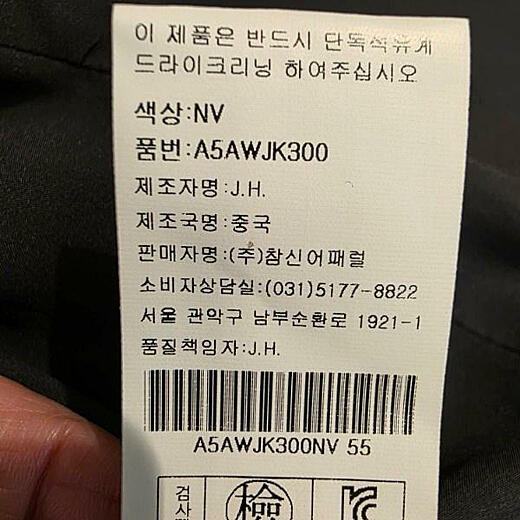 이 제품은 반드시 단독석유계
드라이크리닝 하여주십시오
색상:NV
품번:A5AWJK300
제조자명:J.H.
제조국명:중국
판매자명:(주)참신어패럴
소비자상담실:(031)5177-8822
서울 관악구 남부순환로 1921-1
품질책임자:J.H.
A5AWJK300NV 55
검사
檢